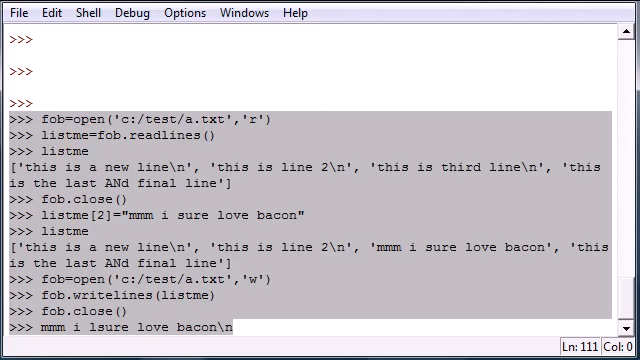 File Edit Shell Debug Options Windows Help
>>>
>>>
>>>
>>> fob=open('c:/test/a.txt','r')
>>> listme=fob.readlines()
>>> listme
['this is a new line\n', 'this is line 2\n', 'this is third line\n', 'this
is the last ANd final line']
>>> fob.close()
>>> listme[2]="mmm i sure love bacon"
>>> listme
['this is a new line\n', 'this is line 2\n', 'mmm i sure love bacon', 'this
is the last ANd final line']
>>> fob=open('c:/test/a.txt','w')
>>> fob.writelines(listme)
>>> fob.close()
>>> mmm i lsure love bacon\n
Ln: 111 Col: 0